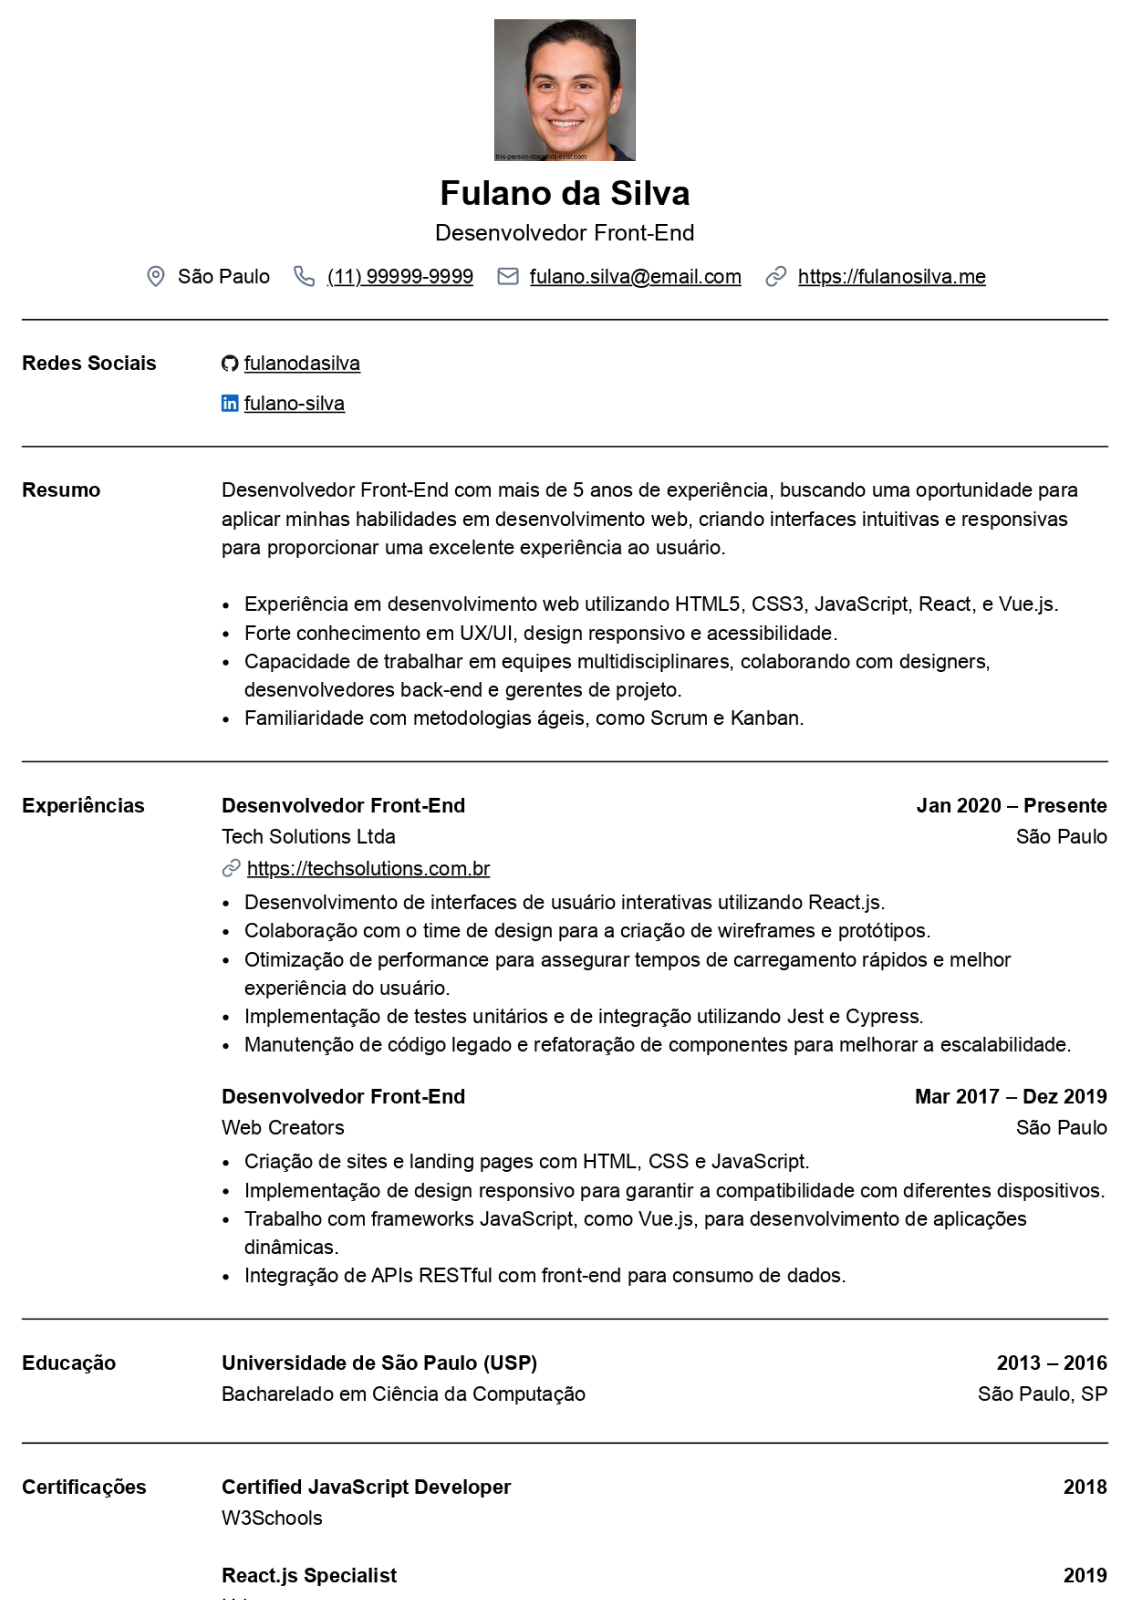 this-person-does-not-exist.com
Fulano da Silva
Desenvolvedor Front-End
São Paulo (11) 99999-9999 fulano.silva@email.com https://fulanosilva.me
Redes Sociais fulanodasilva
fulano-silva
Resumo Desenvolvedor Front-End com mais de 5 anos de experiência, buscando uma oportunidade para
aplicar minhas habilidades em desenvolvimento web, criando interfaces intuitivas e responsivas
para proporcionar uma excelente experiência ao usuário.
• Experiência em desenvolvimento web utilizando HTML5, CSS3, JavaScript, React, e Vue.js.
• Forte conhecimento em UX/UI, design responsivo e acessibilidade.
• Capacidade de trabalhar em equipes multidisciplinares, colaborando com designers,
desenvolvedores back-end e gerentes de projeto.
• Familiaridade com metodologias ágeis, como Scrum e Kanban.
Experiências Desenvolvedor Front-End Jan 2020 – Presente
Tech Solutions Ltda São Paulo
https://techsolutions.com.br
• Desenvolvimento de interfaces de usuário interativas utilizando React.js.
• Colaboração com o time de design para a criação de wireframes e protótipos.
• Otimização de performance para assegurar tempos de carregamento rápidos e melhor
experiência do usuário.
• Implementação de testes unitários e de integração utilizando Jest e Cypress.
• Manutenção de código legado e refatoração de componentes para melhorar a escalabilidade.
Desenvolvedor Front-End Mar 2017 – Dez 2019
Web Creators São Paulo
• Criação de sites e landing pages com HTML, CSS e JavaScript.
• Implementação de design responsivo para garantir a compatibilidade com diferentes dispositivos.
• Trabalho com frameworks JavaScript, como Vue.js, para desenvolvimento de aplicações
dinâmicas.
• Integração de APIs RESTful com front-end para consumo de dados.
Educação Universidade de São Paulo (USP) 2013 – 2016
Bacharelado em Ciência da Computação São Paulo, SP
Certificações Certified JavaScript Developer 2018
W3Schools
React.js Specialist 2019